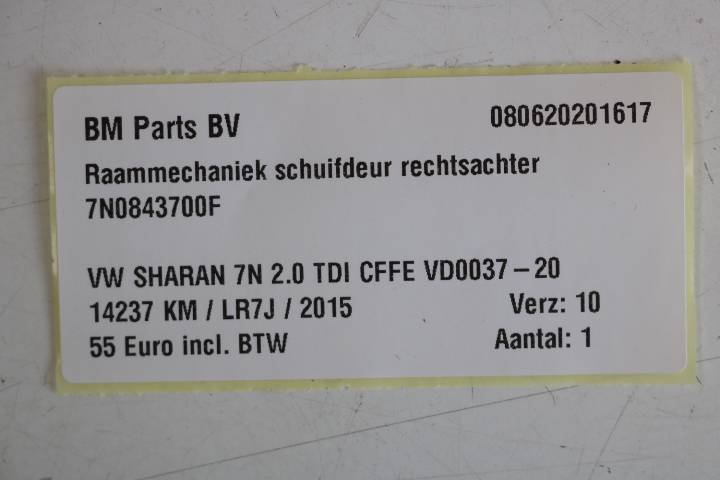 BM Parts BV 080620201617
Raammechaniek schuifdeur rechtsachter
7N0843700F
VW SHARAN 7N 2.0 TDI CFFE VD0037-20
14237 KM / LR7J / 2015 Verz: 10
55 Euro incl. BTW Aantal: 1